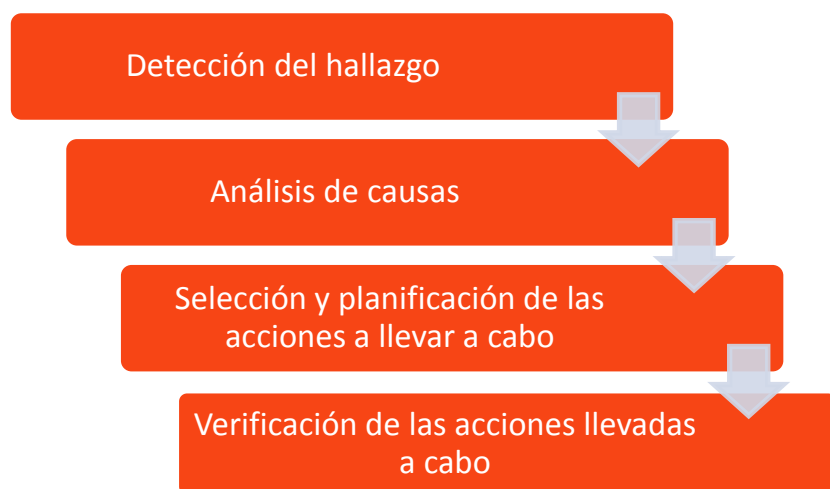 Detección del hallazgo
Análisis de causas
Selección y planificación de las
acciones a llevar a cabo
Verificación de las acciones llevadas
a cabo